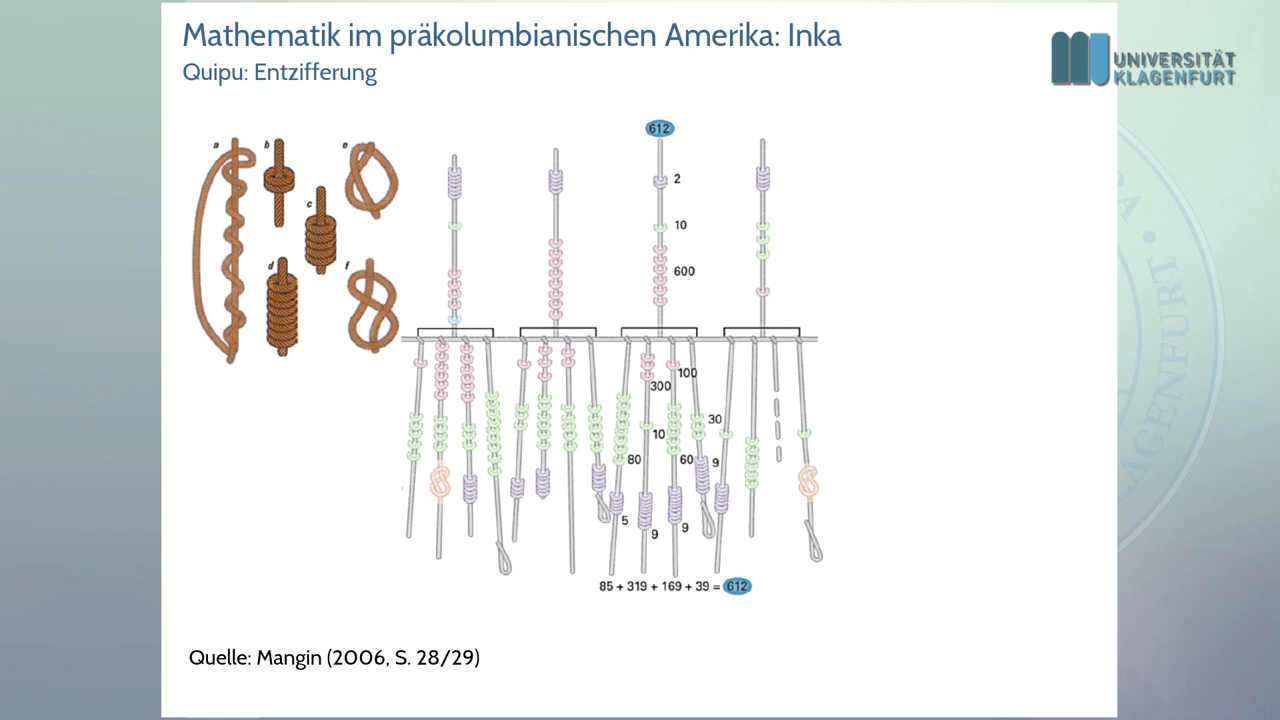 Mathematik im präkolumbianischen Amerika: Inka
Quipu: Entzifferung
UNIVERSITÄT
KLAGENFURT
a
b
c
d
e
f
612
2
10
600
100
300
30
10
80
60
9
5
9
9
85 + 319 + 169 + 39 = 612
Quelle: Mangin (2006, S. 28/29)
A •
KLAGENFURT •